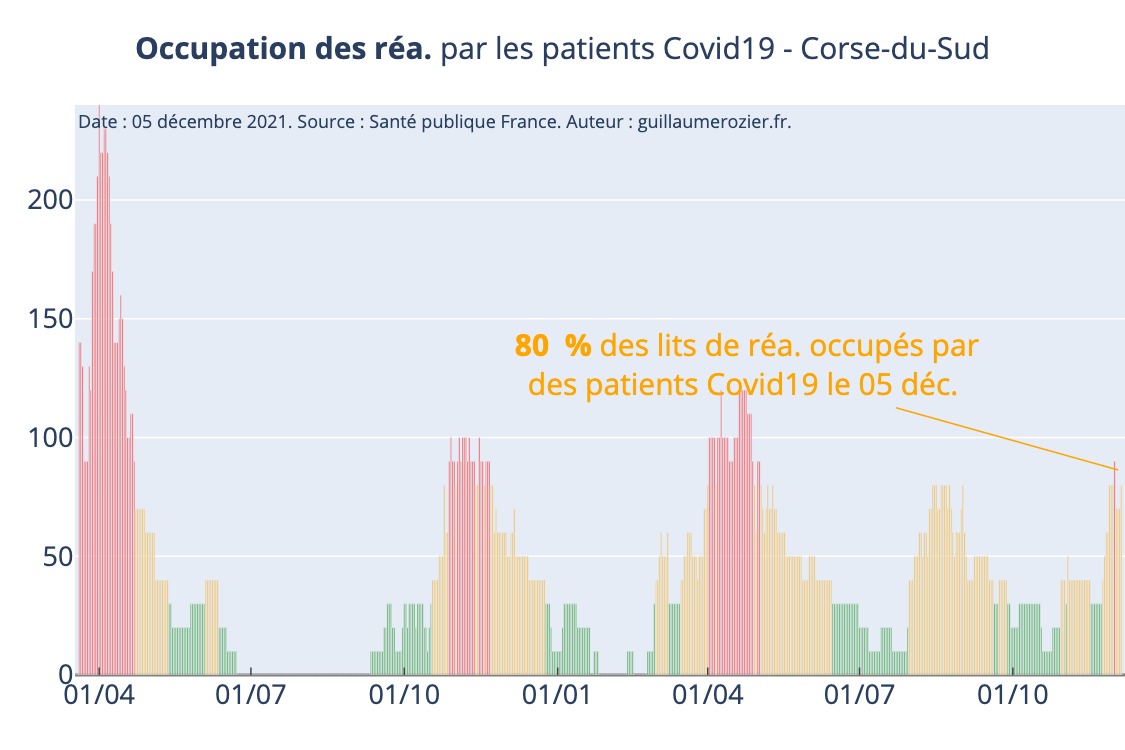 Occupation des réa. par les patients Covid19 - Corse-du-Sud
Date : 05 décembre 2021. Source : Santé publique France. Auteur : guillaumerozier.fr.
200
150
80 % des lits de réa. occupés par
des patients Covid19 le 05 déc.
100
50
0
01/04 01/07 01/10 01/01 01/04 01/07 01/10